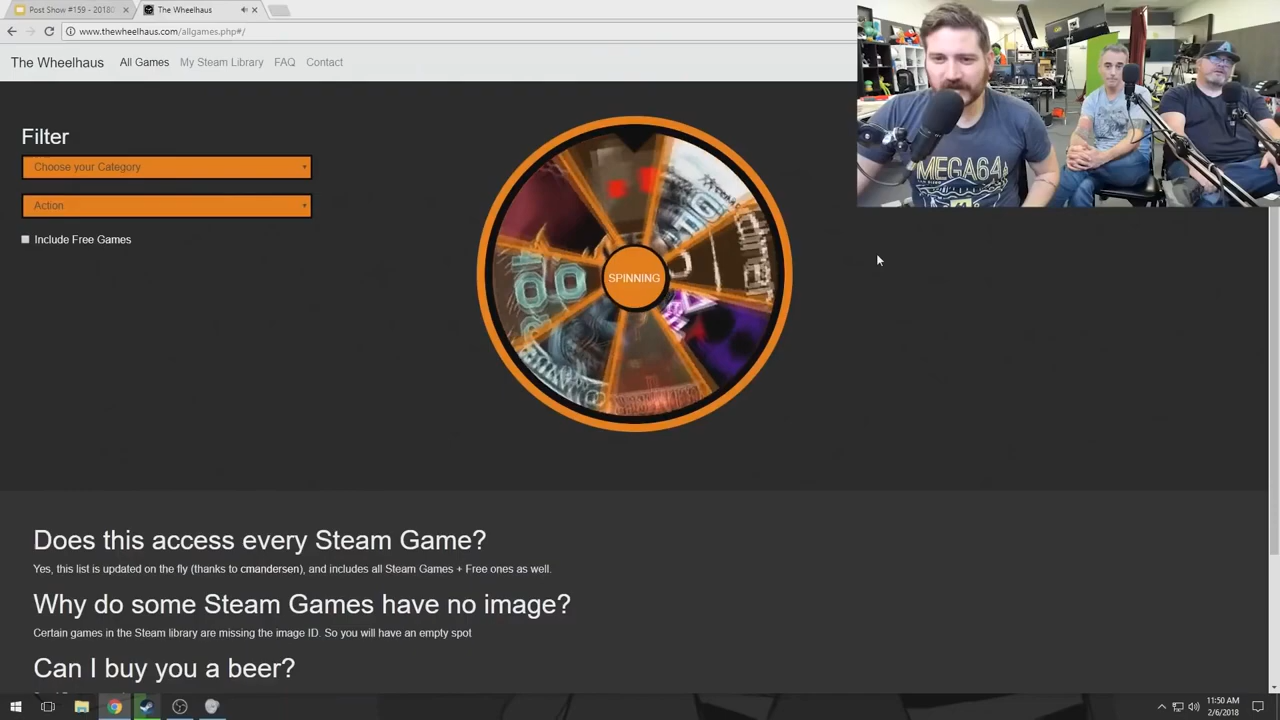 Post Show #159 - 20180
The Wheelhaus
www.thewheelhaus.com/allgames.php#/
The Wheelhaus All Games My Steam Library FAQ Contact
Filter
Choose your Category
Action
Include Free Games
SPINNING
MEGA64
Does this access every Steam Game?
Yes, this list is updated on the fly (thanks to cmandersen), and includes all Steam Games + Free ones as well.
Why do some Steam Games have no image?
Certain games in the Steam library are missing the image ID. So you will have an empty spot
Can I buy you a beer?
11:50 AM
2/6/2018